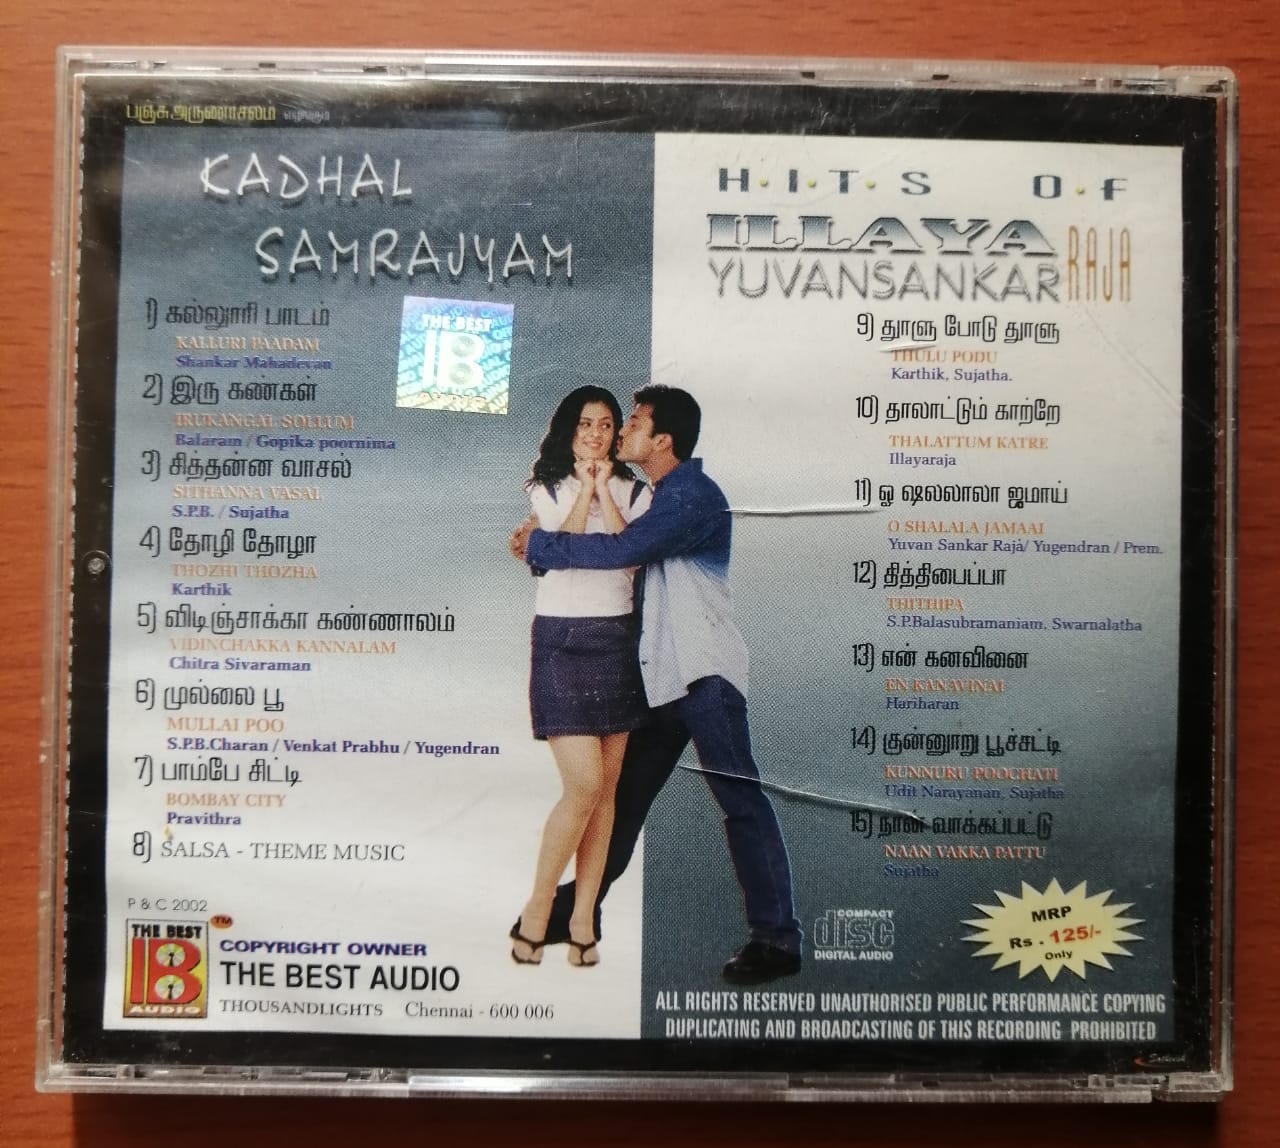 பஞ்சு அருணாசலம் வழங்கும்
KADHAL
SAMRAJYAM
1) கல்லூரி பாடம்
KALLURI PAADAM
Shankar Mahadevan
2) இரு கண்கள்
IRUKANGAL SOLLUM
Balaram / Gopika poornima
3) சித்தன்ன வாசல்
SITHANNA VASAL
S.P.B. / Sujatha
4) தோழி தோழா
THOZHI THOZHA
Karthik
5) விடிஞ்சாக்கா கண்ணாலம்
VIDINCHAKKA KANNALAM
Chitra Sivaraman
6) முல்லை பூ
MULLAI POO
S.P.B.Charan / Venkat Prabhu / Yugendran
7) பாம்பே சிட்டி
BOMBAY CITY
Pravithra
8) SALSA - THEME MUSIC
P & C 2002
THE BEST
AUDIO
TM
COPYRIGHT OWNER
THE BEST AUDIO
THOUSANDLIGHTS Chennai - 600 006
THE BEST
H.I.T.S O.F
ILLAYA
YUVANSANKAR RAJA
9) தூளு போடு தூளு
THULU PODU
Karthik, Sujatha.
10) தாலாட்டும் காற்றே
THALATTUM KATRE
Illayaraja
11) ஓ ஷலலாலா ஜமாய்
O SHALALA JAMAAI
Yuvan Sankar Raja/ Yugendran / Prem.
12) தித்திபைப்பா
THITHIPA
S.P.Balasubramaniam. Swarnalatha
13) என் கனவினை
EN KANAVINAI
Hariharan
14) குன்னூறு பூச்சட்டி
KUNNURU POOCHATI
Udit Narayanan, Sujatha
15) நான் வாக்கப்பட்டு
NAAN VAKKA PATTU
Sujatha
COMPACT
disc
DIGITAL AUDIO
MRP
Rs . 125/-
Only
ALL RIGHTS RESERVED UNAUTHORISED PUBLIC PERFORMANCE COPYING
DUPLICATING AND BROADCASTING OF THIS RECORDING PROHIBITED